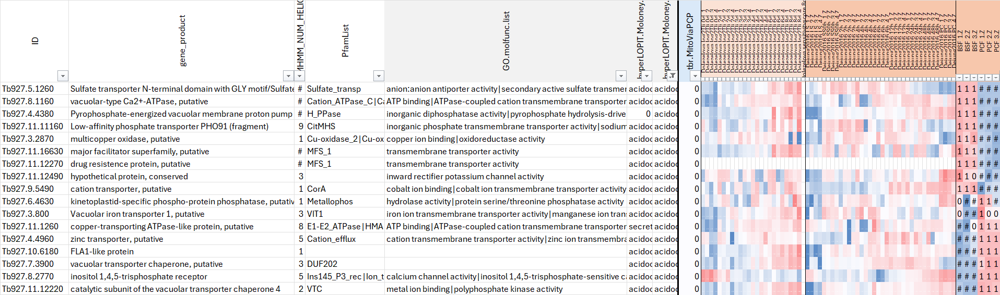 ID gene_product MHMM_NUM_HELIC PfamList GO.molfunc.list hyperLOPIT.Moloney. hyperLOPIT.Moloney. tbr.MitoViaPCP BSF 1.Z BSF 2.Z BSF 3.Z PCF 1.Z PCF 2.Z PCF 3.Z
Tb927.5.1260 Sulfate transporter N-terminal domain with GLY motif/Sulfate # Sulfate_transp anion:anion antiporter activity|secondary active sulfate transmer acidoc acidoc 0 1 1 1 # # #
Tb927.8.1160 vacuolar-type Ca2+-ATPase, putative # Cation_ATPase_C|Ca ATP binding|ATPase-coupled cation transmembrane transporter acidoc acidoc 0 1 1 1 # # #
Tb927.4.4380 Pyrophosphate-energized vacuolar membrane proton pump # H_PPase inorganic diphosphatase activity|pyrophosphate hydrolysis-drive 0 acidoc 0 1 1 1 # # #
Tb927.11.11160 Low-affinity phosphate transporter PHO91 (fragment) 9 CitMHS inorganic phosphate transmembrane transporter activity|sodium acidoc acidoc 0 1 1 1 # # #
Tb927.3.2870 multicopper oxidase, putative 1 Cu-oxidase_2|Cu-ox copper ion binding|oxidoreductase activity acidoc acidoc 0 1 1 1 # # #
Tb927.11.16630 major facilitator superfamily, putative # MFS_1 transmembrane transporter activity acidoc acidoc 0 1 1 1 # # #
Tb927.11.12270 drug resistence protein, putative # MFS_1 transmembrane transporter activity acidoc acidoc 0 1 1 1 # # #
Tb927.11.12490 hypothetical protein, conserved 3 inward rectifier potassium channel activity acidoc acidoc 0 1 1 0 # # #
Tb927.9.5490 cation transporter, putative 1 CorA cobalt ion binding|cobalt ion transmembrane transporter activity acidoc acidoc 0 1 1 1 # # #
Tb927.6.4630 kinetoplastid-specific phospho-protein phosphatase, putativ 1 Metallophos hydrolase activity|protein serine/threonine phosphatase activity acidoc acidoc 0 0 # # 1 1 #
Tb927.3.800 Vacuolar iron transporter 1, putative 3 VIT1 iron ion transmembrane transporter activity|manganese ion tran acidoc acidoc 0 0 # # 1 0 0
Tb927.11.1260 copper-transporting ATPase-like protein, putative 8 E1-E2_ATPase|HMA ATP binding|ATPase-coupled cation transmembrane transporter secret acidoc 0 # # 0 1 1 1
Tb927.4.4960 zinc transporter, putative 5 Cation_efflux cation transmembrane transporter activity|zinc ion transmembra acidoc acidoc 0 # # # 1 1 1
Tb927.10.6180 FLA1-like protein 1 acidoc acidoc 0 # # # 1 1 1
Tb927.7.3900 vacuolar transporter chaperone, putative 3 DUF202 acidoc acidoc 0 # # # 1 1 1
Tb927.8.2770 inositol 1,4,5-trisphosphate receptor 5 Ins145_P3_rec|Ion_t calcium channel activity|inositol 1,4,5-trisphosphate-sensitive c acidoc acidoc 0 # # # 1 1 1
Tb927.11.12220 catalytic subunit of the vacuolar transporter chaperone 4 2 VTC metal ion binding|polyphosphate kinase activity acidoc acidoc 0 # # # 1 1 1